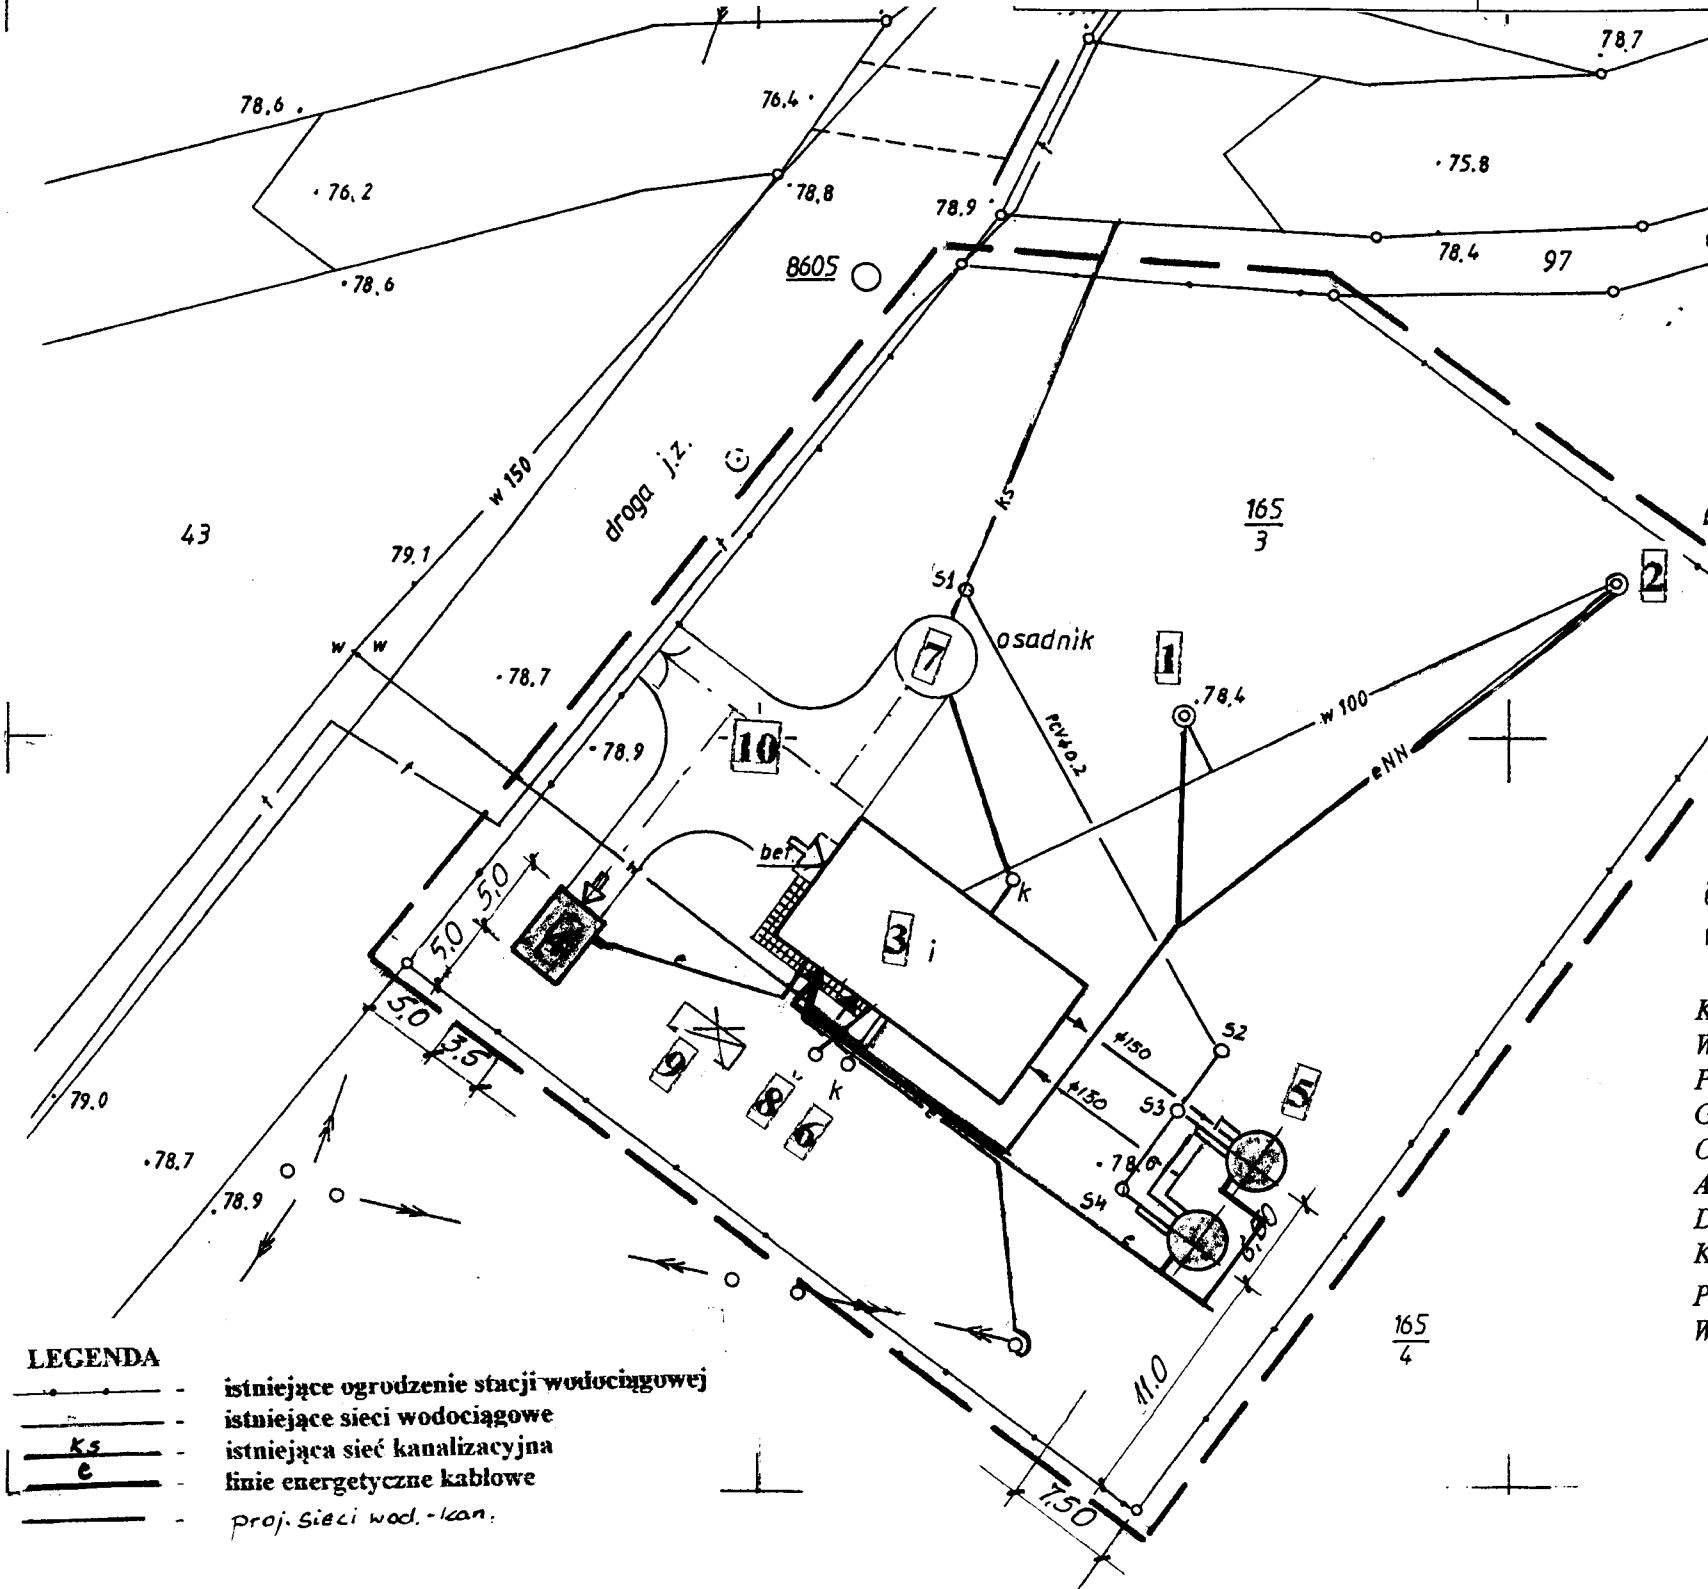 78.7
78.6
76.4
76.2
78.8
78.9
75.8
78.4
97
8605
78.6
w 150
droga j.z.
ks
165
3
43
79.1
S1
2
w w
7
osadnik
1
78.7
78.4
w 100
PCVϕ0.2
10
78.9
eNN
t
t
t
bet.
5.0
k
5.0
3 i
4
e
5.0
3.5
S2
ϕ150
ϕ150
9
8
k
6
S3
5
79.0
78.6
78.7
S4
78.9
6,00
e
165
4
11.0
7.50
K
W
P
A
D
K
P
W
LEGENDA
- istniejące ogrodzenie stacji wodociągowej
- istniejące sieci wodociągowe
ks - istniejąca sieć kanalizacyjna
e - linie energetyczne kablowe
- proj. sieci wod.-kan.